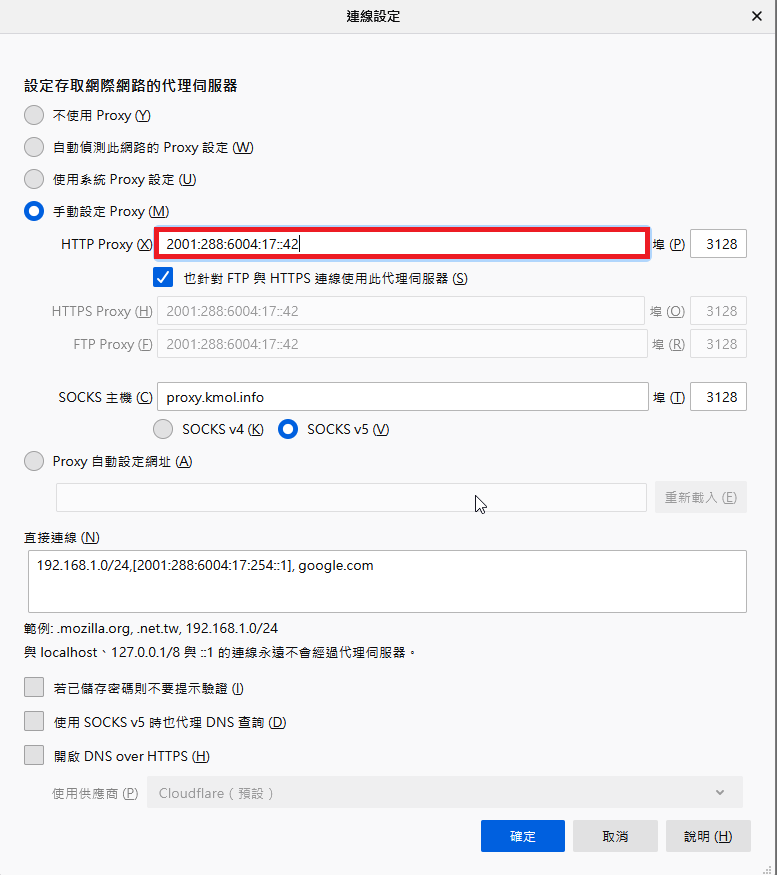 連線設定
設定存取網際網路的代理伺服器
不使用 Proxy (Y)
自動偵測此網路的 Proxy 設定 (W)
使用系統 Proxy 設定 (U)
手動設定 Proxy (M)
HTTP Proxy (X) 2001:288:6004:17::42 埠 (P) 3128
也針對 FTP 與 HTTPS 連線使用此代理伺服器 (S)
HTTPS Proxy (H) 2001:288:6004:17::42 埠 (O) 3128
FTP Proxy (F) 2001:288:6004:17::42 埠 (R) 3128
SOCKS 主機 (C) proxy.kmol.info 埠 (T) 3128
SOCKS v4 (K) SOCKS v5 (V)
Proxy 自動設定網址 (A)
重新載入 (E)
直接連線 (N)
192.168.1.0/24,[2001:288:6004:17:254::1], google.com
範例: .mozilla.org, .net.tw, 192.168.1.0/24
與 localhost、127.0.0.1/8 與 ::1 的連線永遠不會經過代理伺服器。
若已儲存密碼則不要提示驗證 (I)
使用 SOCKS v5 時也代理 DNS 查詢 (D)
開啟 DNS over HTTPS (H)
使用供應商 (P) Cloudflare（預設）
確定 取消 說明 (H)